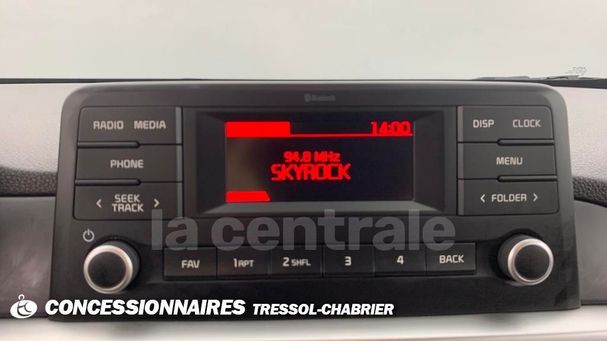 Bluetooth
RADIO MEDIA
14:00
DISP CLOCK
94.8 MHz
SKYROCK
PHONE
MENU
< SEEK TRACK >
< FOLDER >
la centrale
FAV
1 RPT
2 SHFL
3
4
BACK
CONCESSIONNAIRES TRESSOL-CHABRIER